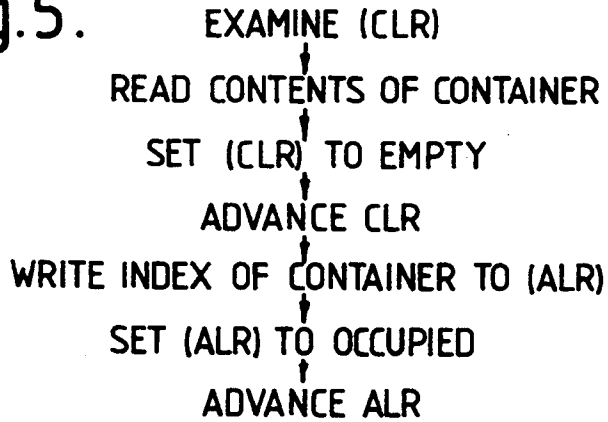 g.5.
EXAMINE (CLR)
READ CONTENTS OF CONTAINER
SET (CLR) TO EMPTY
ADVANCE CLR
WRITE INDEX OF CONTAINER TO (ALR)
SET (ALR) TO OCCUPIED
ADVANCE ALR